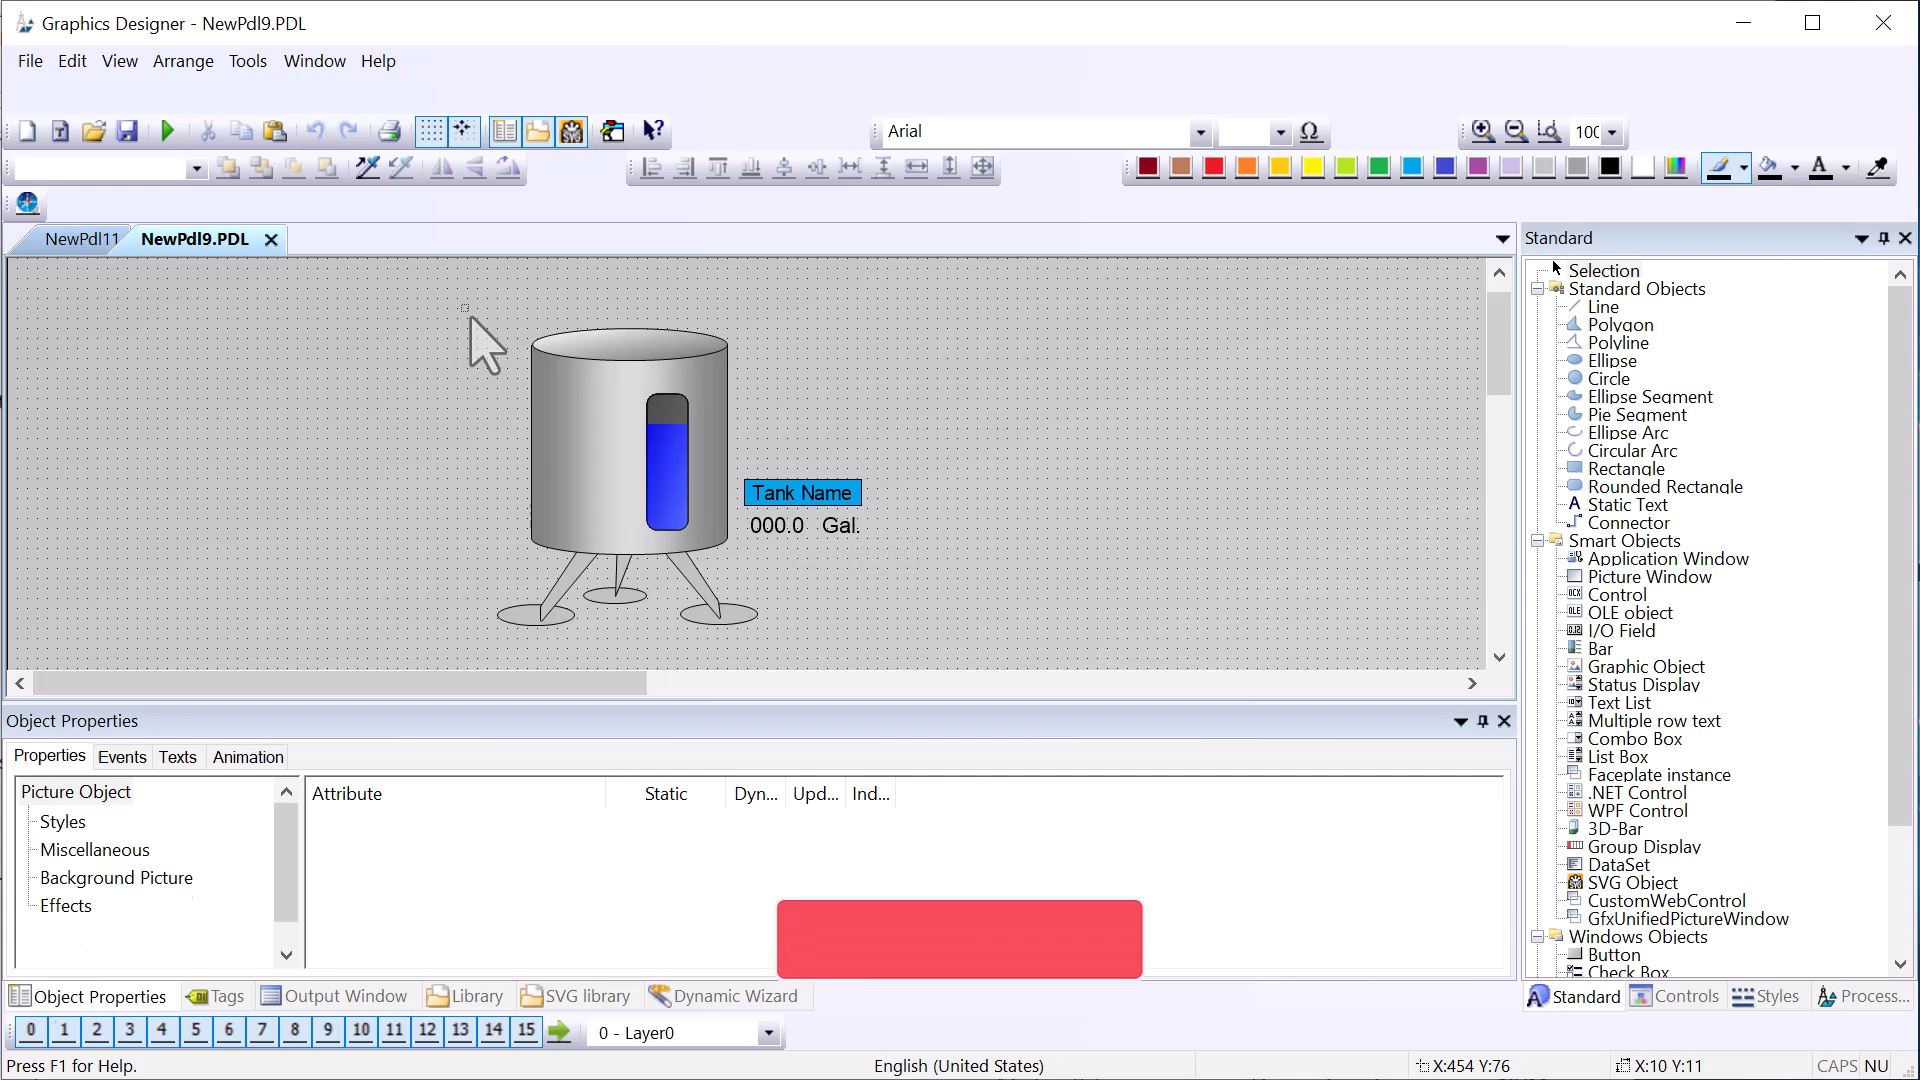 Graphics Designer - NewPdl9.PDL
File Edit View Arrange Tools Window Help
Arial
100
NewPdl11 NewPdl9.PDL
Standard
Selection
Standard Objects
Line
Polygon
Polyline
Ellipse
Circle
Ellipse Segment
Pie Segment
Ellipse Arc
Circular Arc
Rectangle
Rounded Rectangle
Static Text
Connector
Smart Objects
Application Window
Picture Window
Control
OLE object
I/O Field
Bar
Graphic Object
Status Display
Text List
Multiple row text
Combo Box
List Box
Faceplate instance
.NET Control
WPF Control
3D-Bar
Group Display
DataSet
SVG Object
CustomWebControl
GfxUnifiedPictureWindow
Windows Objects
Button
Check Box
Tank Name
000.0 Gal.
Object Properties
Properties Events Texts Animation
Picture Object
Styles
Miscellaneous
Background Picture
Effects
Attribute Static Dyn... Upd... Ind...
Object Properties Tags Output Window Library SVG library Dynamic Wizard
Standard Controls Styles Process...
0 1 2 3 4 5 6 7 8 9 10 11 12 13 14 15 0 - Layer0
Press F1 for Help. English (United States) X:454 Y:76 X:10 Y:11 CAPS NU